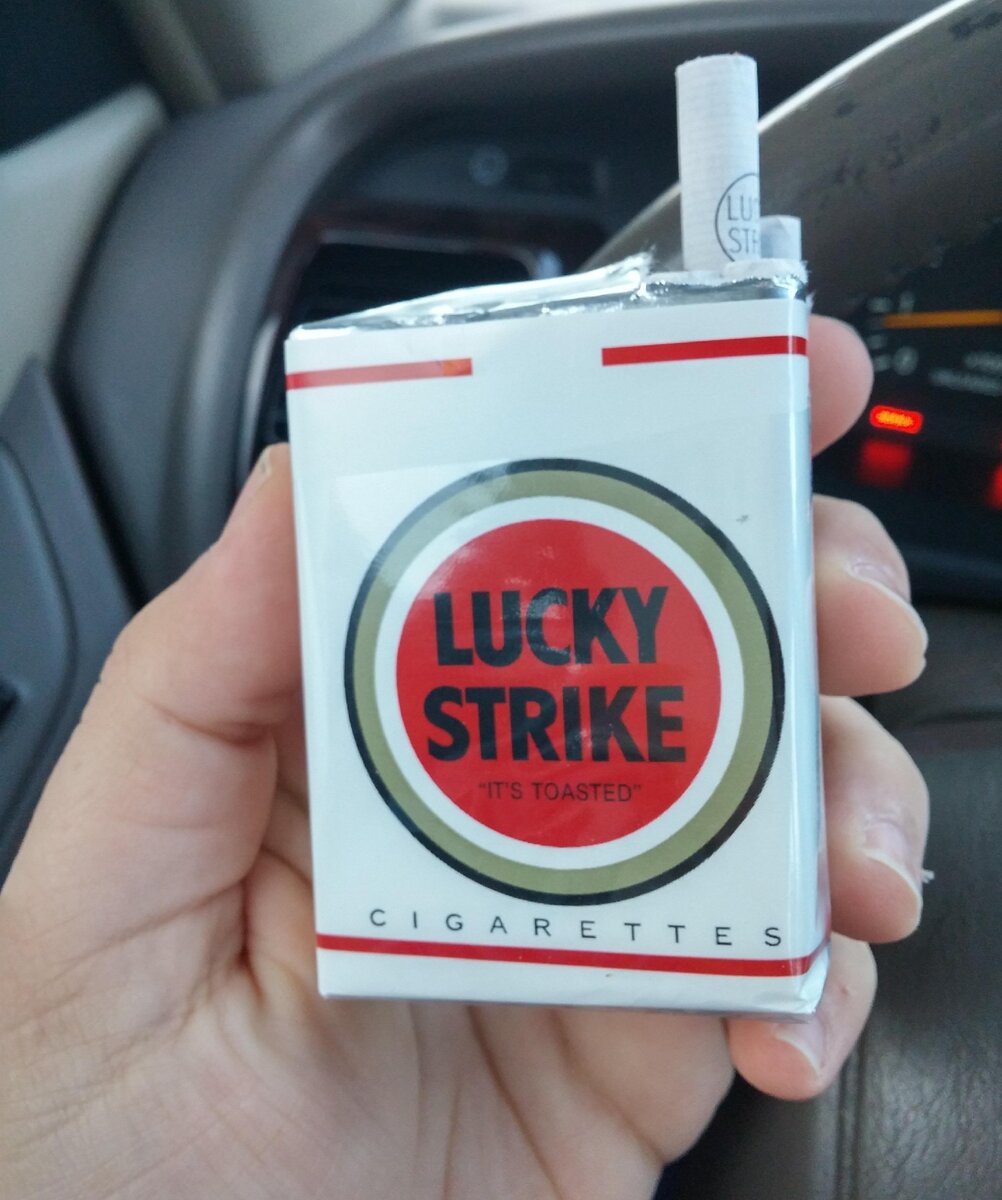 LUCKY
STRIKE
“IT'S TOASTED”
CIGARETTES